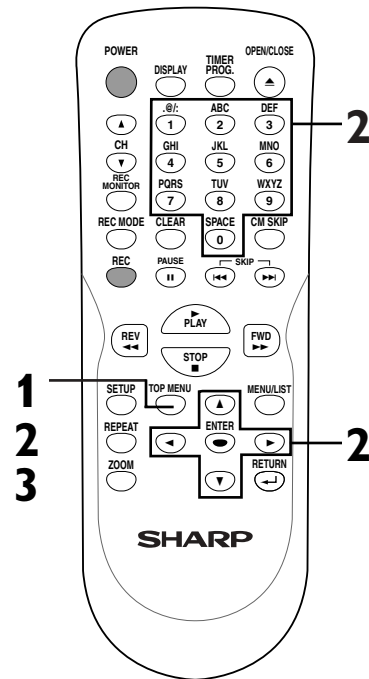 POWER
DISPLAY
TIMER
PROG.
OPEN/CLOSE
.@/:
ABC
DEF
1
2
3
2
CH
GHI
JKL
MNO
4
5
6
REC
MONITOR
PQRS
TUV
WXYZ
7
8
9
REC MODE
CLEAR
SPACE
CM SKIP
0
REC
PAUSE
SKIP
PLAY
REV
FWD
STOP
SETUP
TOP MENU
MENU/LIST
1
REPEAT
ENTER
2
2
ZOOM
RETURN
3
SHARP